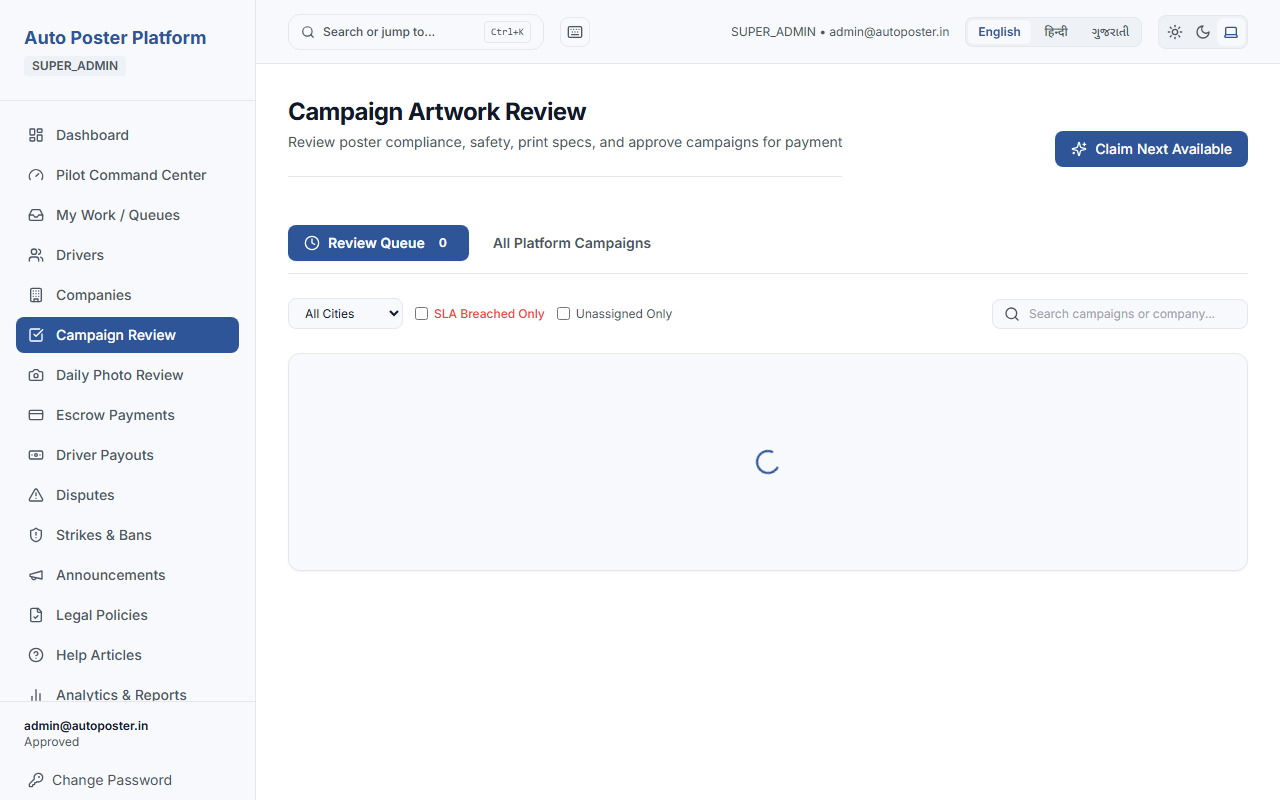 Auto Poster Platform
SUPER_ADMIN
Dashboard
Pilot Command Center
My Work / Queues
Drivers
Companies
Campaign Review
Daily Photo Review
Escrow Payments
Driver Payouts
Disputes
Strikes & Bans
Announcements
Legal Policies
Help Articles
Analytics & Reports
admin@autoposter.in
Approved
Change Password
Search or jump to... Ctrl+K
SUPER_ADMIN • admin@autoposter.in
English हिन्दी ગુજરાતી
Campaign Artwork Review
Review poster compliance, safety, print specs, and approve campaigns for payment
Claim Next Available
Review Queue 0
All Platform Campaigns
All Cities
SLA Breached Only
Unassigned Only
Search campaigns or company...